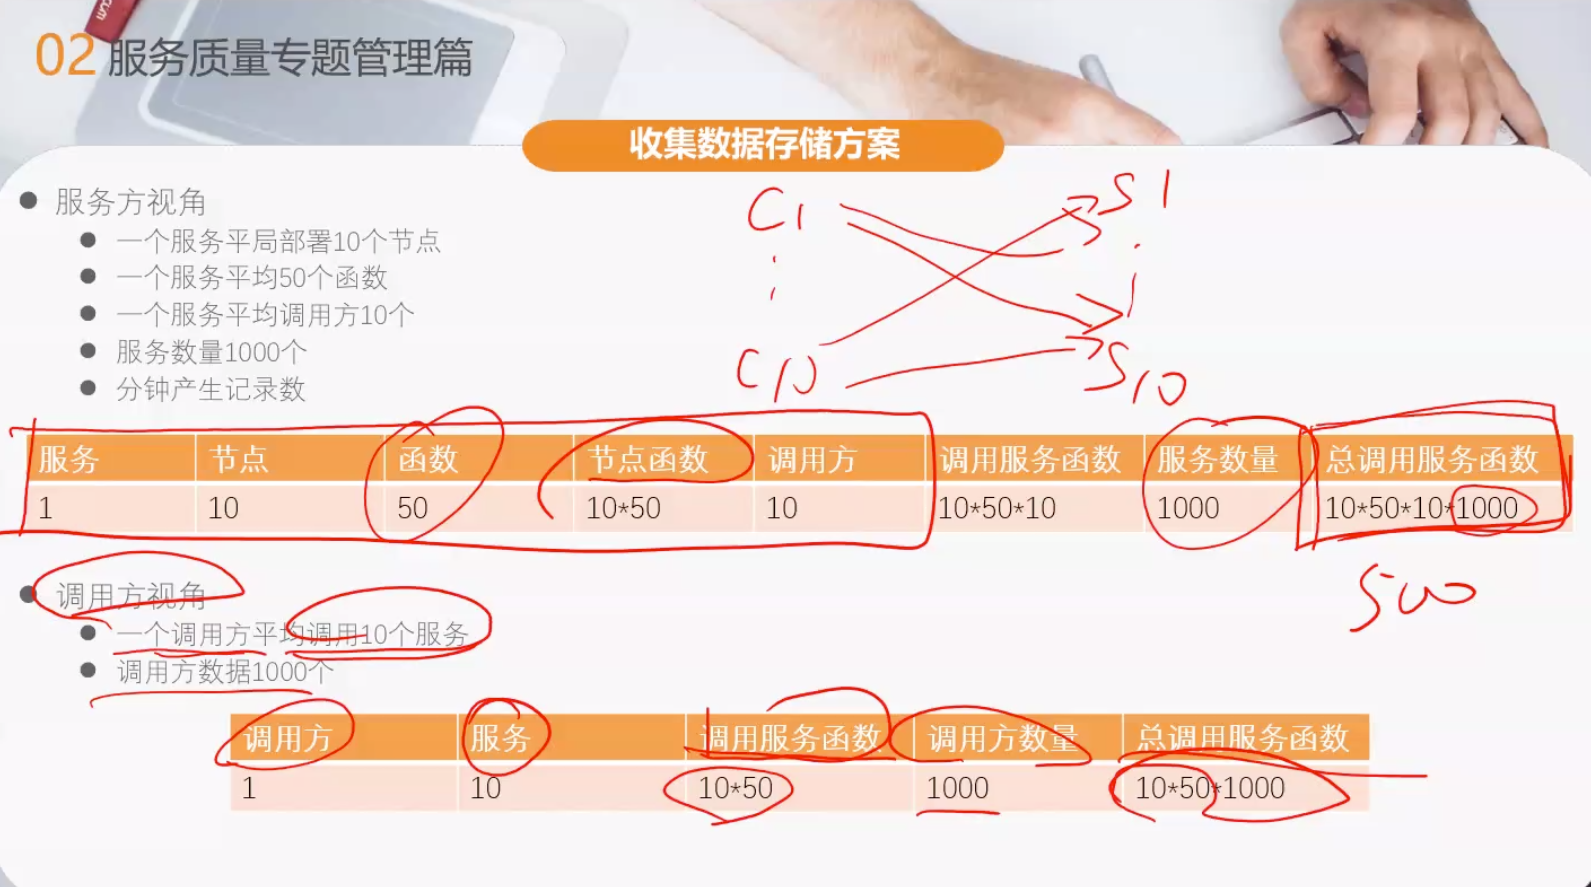 02 服务质量专题管理篇
收集数据存储方案
服务方视角
一个服务平局部署10个节点
一个服务平均50个函数
一个服务平均调用方10个
服务数量1000个
分钟产生记录数
C1
S1
C10
S10
服务 节点 函数 节点函数 调用方 调用服务函数 服务数量 总调用服务函数
1 10 50 10*50 10 10*50*10 1000 10*50*10*1000
500
调用方视角
一个调用方平均调用10个服务
调用方数据1000个
调用方 服务 调用服务函数 调用方数量 总调用服务函数
1 10 10*50 1000 10*50*1000